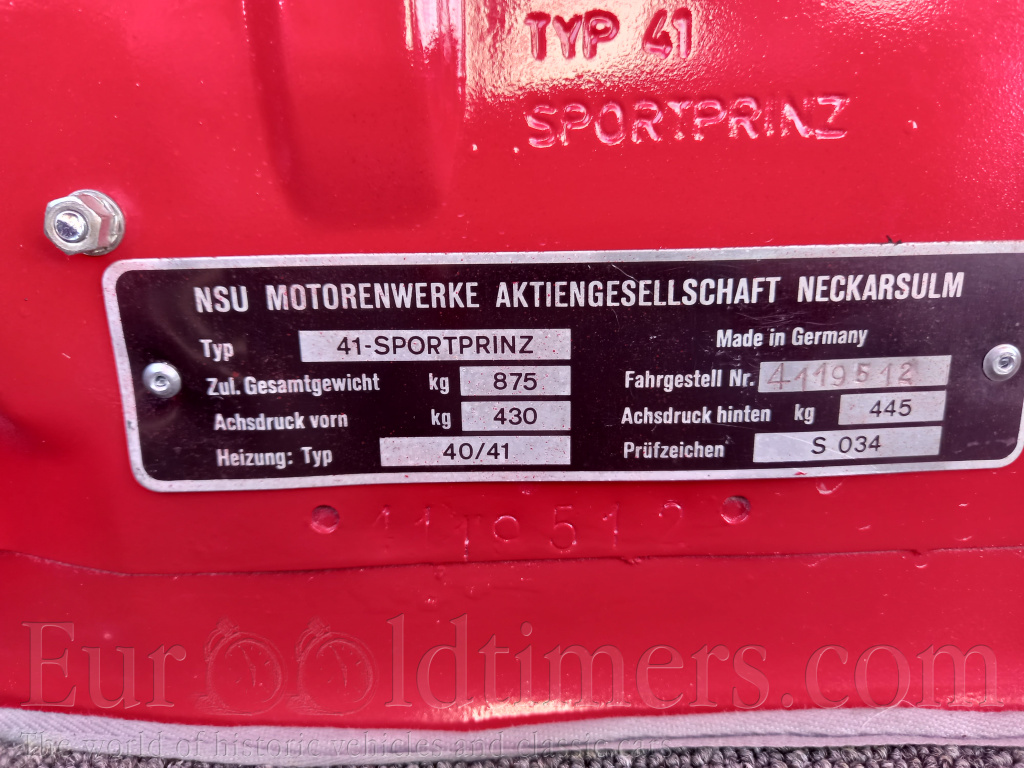 TYP 41
SPORTPRINZ
NSU MOTORENWERKE AKTIENGESELLSCHAFT NECKARSULM
Typ 41-SPORTPRINZ Made in Germany
Zul. Gesamtgewicht kg 875 Fahrgestell Nr. 4119512
Achsdruck vorn kg 430 Achsdruck hinten kg 445
Heizung: Typ 40/41 Prüfzeichen S 034
4119512
EurOOldtimers.com
The world of historic vehicles and classic cars